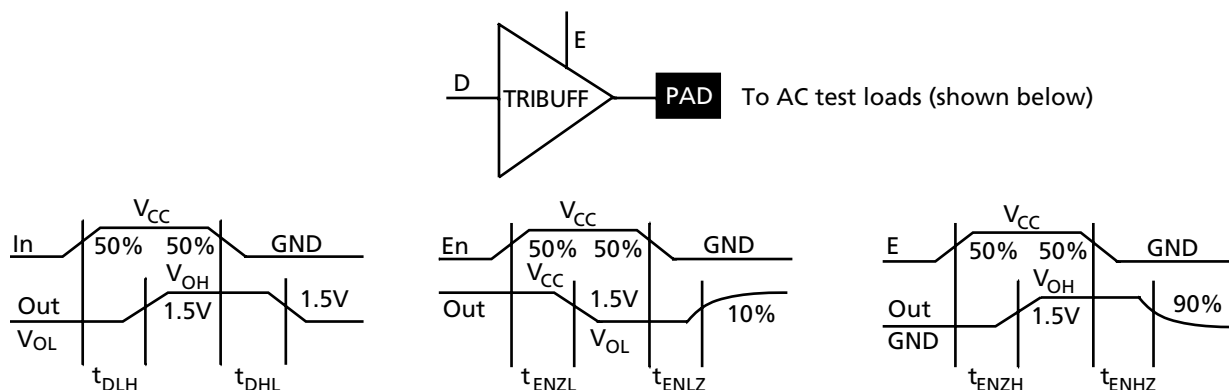 E
D
TRIBUFF
PAD
To AC test loads (shown below)
In
VCC
50%
50%
GND
Out
VOL
VOH
1.5V
1.5V
tDLH
tDHL
En
VCC
50%
50%
GND
Out
VCC
1.5V
VOL
10%
tENZL
tENLZ
E
VCC
50%
50%
GND
Out
GND
VOH
1.5V
90%
tENZH
tENHZ